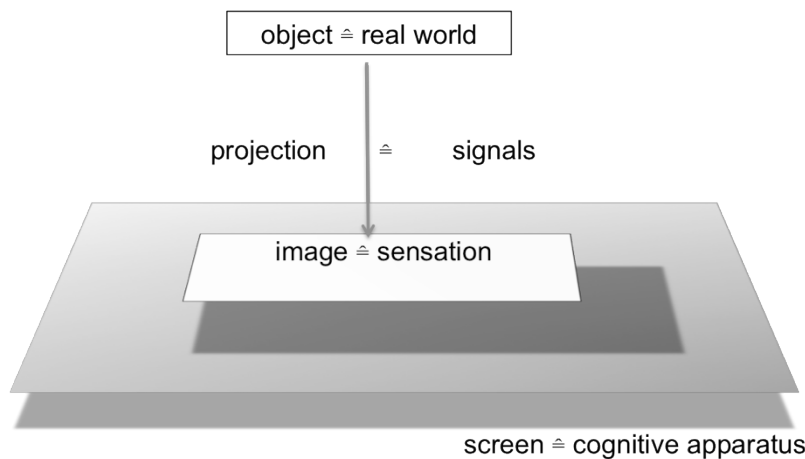 object ≙ real world
projection ≙ signals
image ≙ sensation
screen ≙ cognitive apparatus